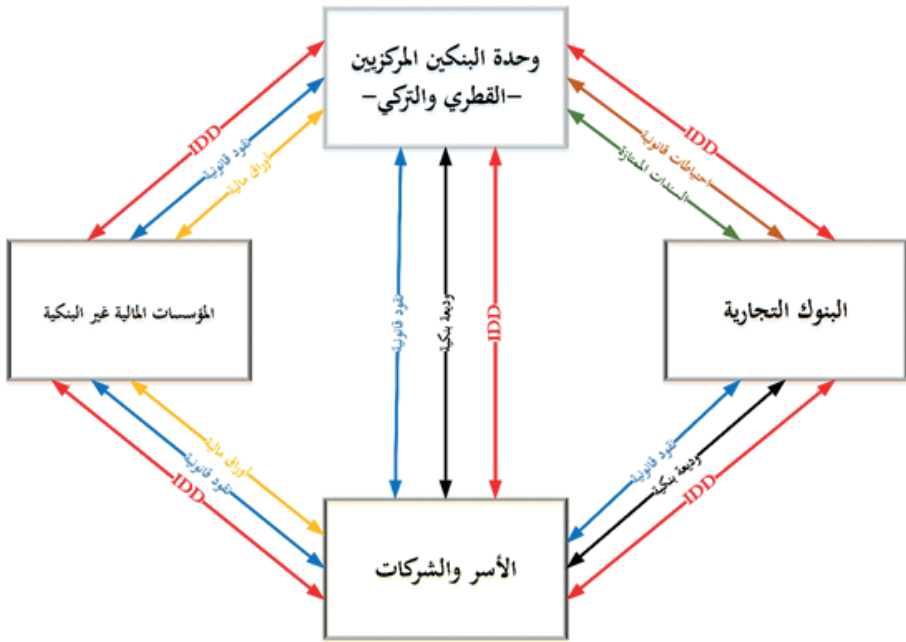 وحدة البنكين المركزيين
-القطري والتركي-
IDD
نقود قانونية
أوراق مالية
IDD
احتياطات قانونية
السندات الممتازة
المؤسسات المالية غير البنكية
نقود قانونية
وديعة بنكية
IDD
البنوك التجارية
أوراق مالية
نقود قانونية
IDD
نقود قانونية
وديعة بنكية
IDD
الأسر والشركات